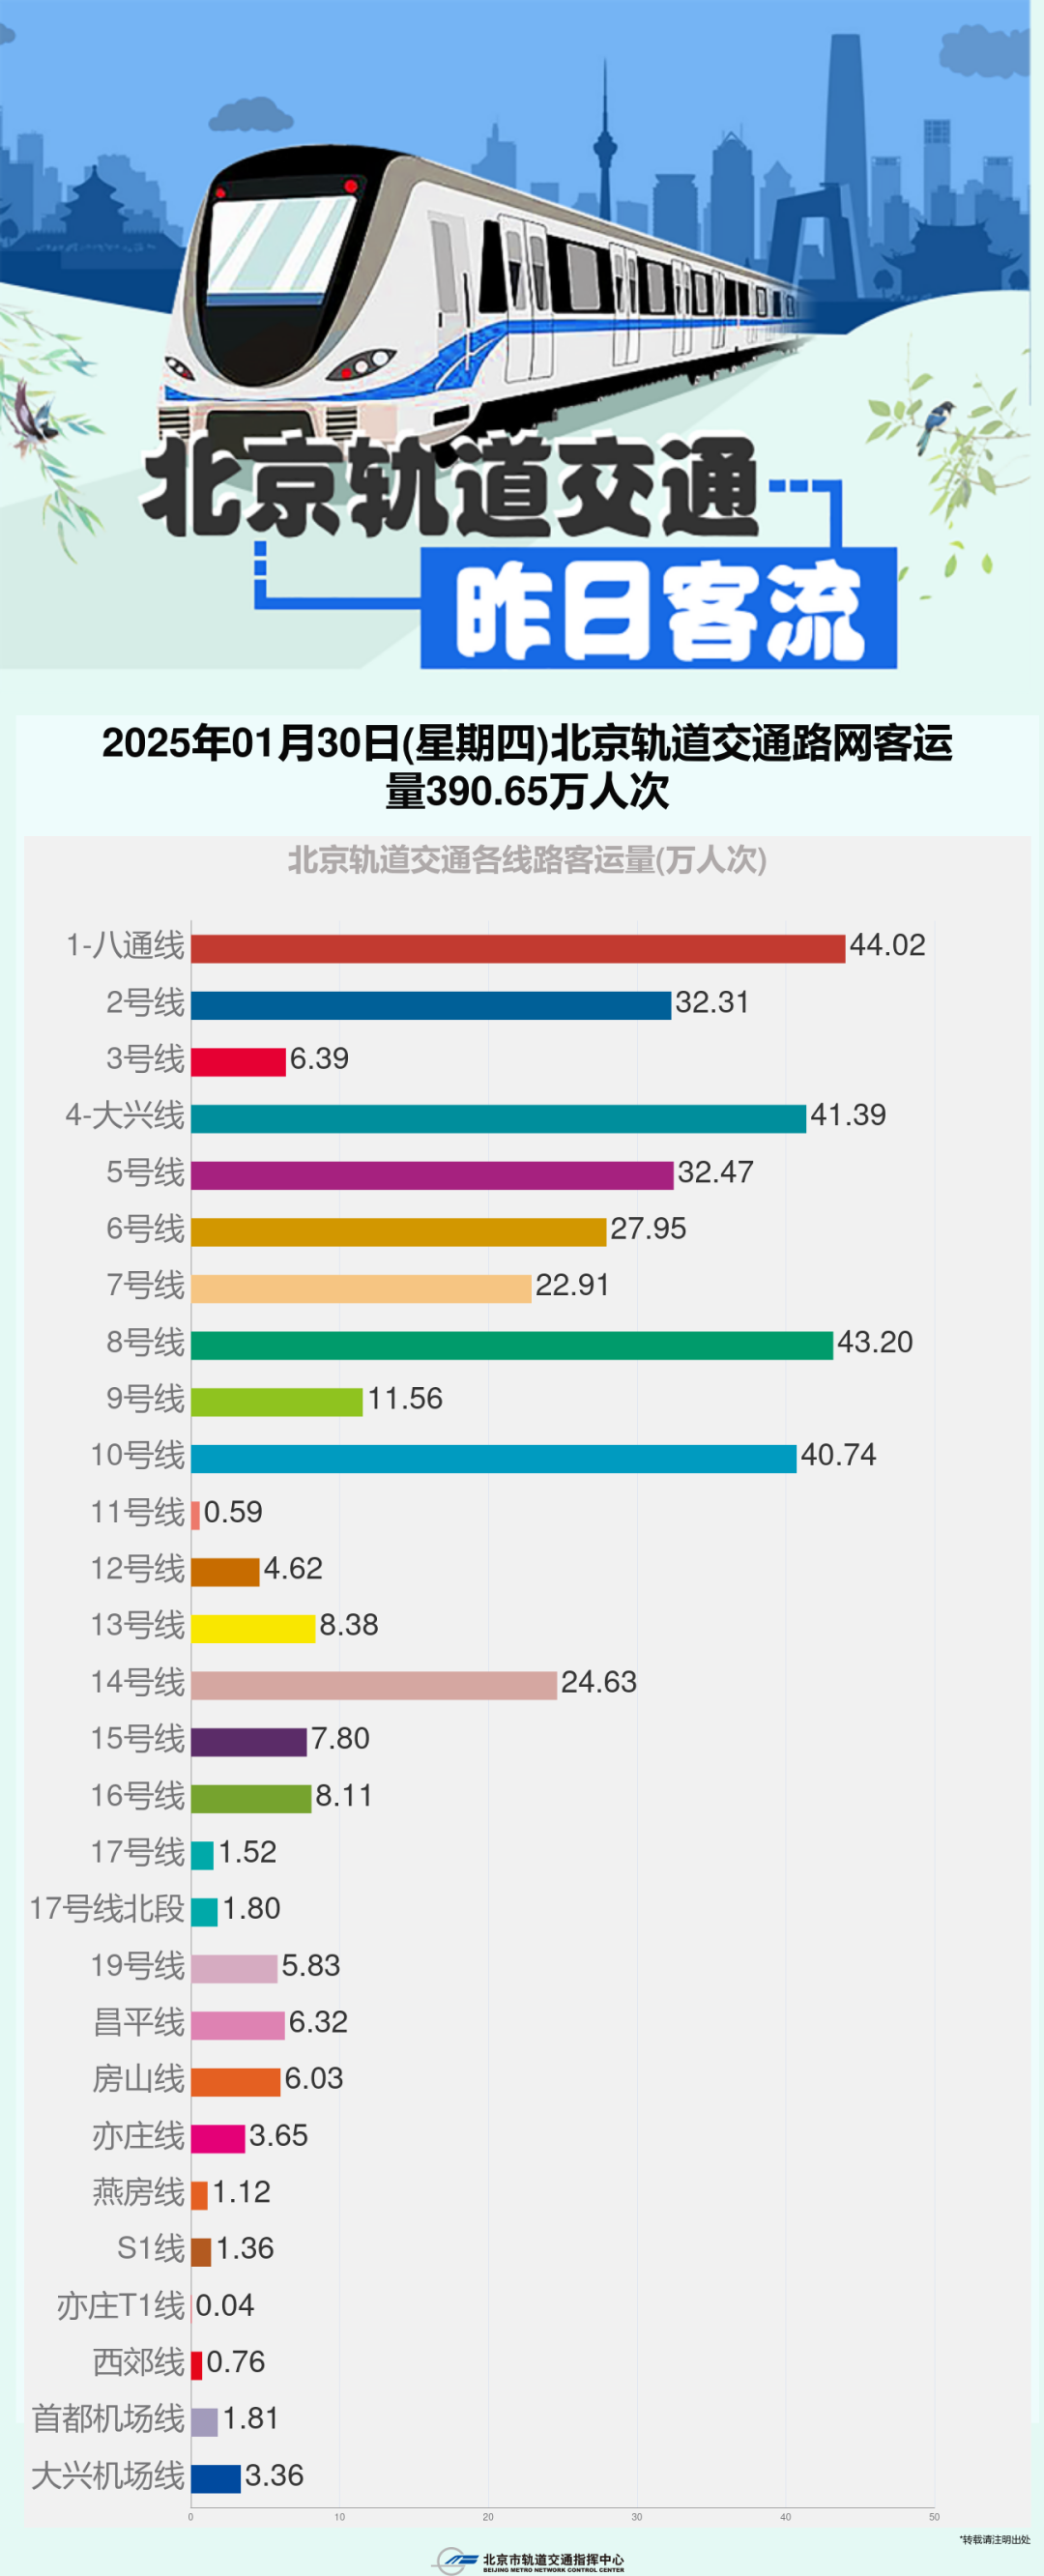 北京轨道交通
昨日客流
2025年01月30日(星期四)北京轨道交通路网客运
量390.65万人次
北京轨道交通各线路客运量(万人次)
1-八通线 44.02
2号线 32.31
3号线 6.39
4-大兴线 41.39
5号线 32.47
6号线 27.95
7号线 22.91
8号线 43.20
9号线 11.56
10号线 40.74
11号线 0.59
12号线 4.62
13号线 8.38
14号线 24.63
15号线 7.80
16号线 8.11
17号线 1.52
17号线北段 1.80
19号线 5.83
昌平线 6.32
房山线 6.03
亦庄线 3.65
燕房线 1.12
S1线 1.36
亦庄T1线 0.04
西郊线 0.76
首都机场线 1.81
大兴机场线 3.36
0 10 20 30 40 50
*转载请注明出处
北京市轨道交通指挥中心
BEIJING METRO NETWORK CONTROL CENTER